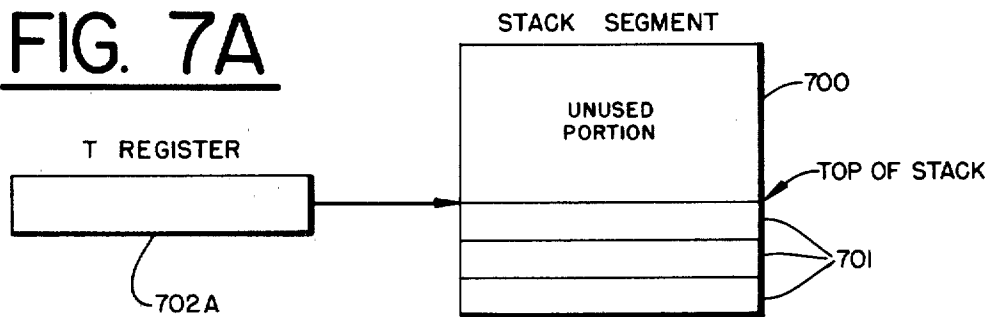 FIG. 7A
STACK SEGMENT
700
UNUSED
PORTION
T REGISTER
TOP OF STACK
701
702A